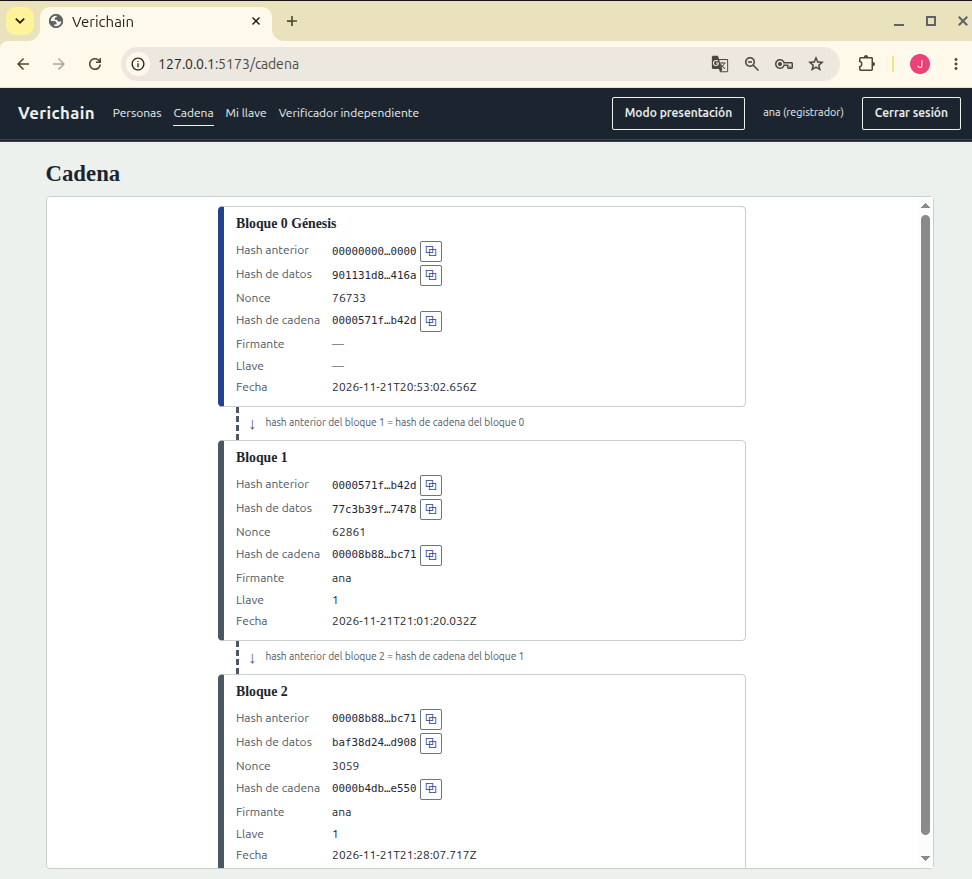 Verichain
127.0.0.1:5173/cadena
J
Verichain Personas Cadena Mi llave Verificador independiente Modo presentación ana (registrador) Cerrar sesión
Cadena
Bloque 0 Génesis
Hash anterior 00000000…0000
Hash de datos 901131d8…416a
Nonce 76733
Hash de cadena 0000571f…b42d
Firmante —
Llave —
Fecha 2026-11-21T20:53:02.656Z
↓ hash anterior del bloque 1 = hash de cadena del bloque 0
Bloque 1
Hash anterior 0000571f…b42d
Hash de datos 77c3b39f…7478
Nonce 62861
Hash de cadena 00008b88…bc71
Firmante ana
Llave 1
Fecha 2026-11-21T21:01:20.032Z
↓ hash anterior del bloque 2 = hash de cadena del bloque 1
Bloque 2
Hash anterior 00008b88…bc71
Hash de datos baf38d24…d908
Nonce 3059
Hash de cadena 0000b4db…e550
Firmante ana
Llave 1
Fecha 2026-11-21T21:28:07.717Z